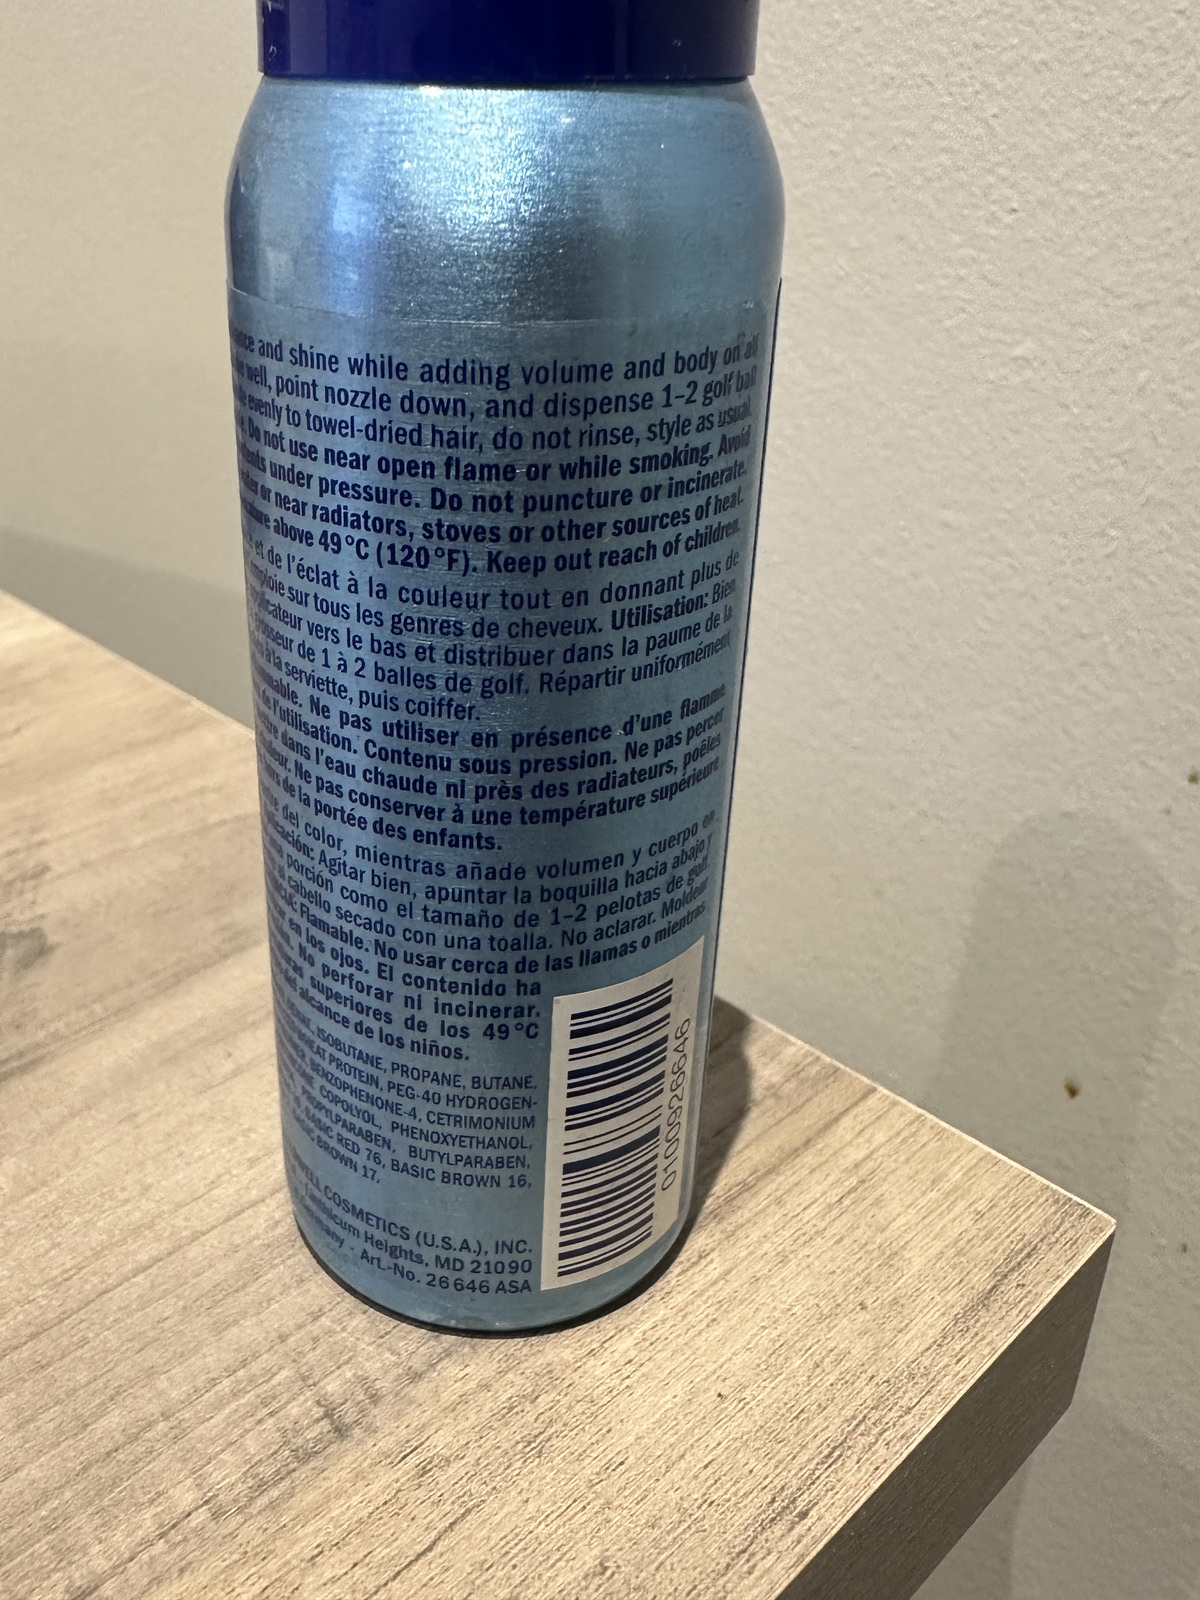 and shine while adding volume and body on all
well, point nozzle down, and dispense 1–2 golf ball
evenly to towel-dried hair, do not rinse, style as usual.
Do not use near open flame or while smoking. Avoid
under pressure. Do not puncture or incinerate.
or near radiators, stoves or other sources of heat.
above 49°C (120°F). Keep out reach of children.
et de l'éclat à la couleur tout en donnant plus de
sur tous les genres de cheveux. Utilisation: Bien
vers le bas et distribuer dans la paume de la
de 1 à 2 balles de golf. Répartir uniformément
à la serviette, puis coiffer.
Ne pas utiliser en présence d'une flamme
de l'utilisation. Contenu sous pression. Ne pas percer
dans l'eau chaude ni près des radiateurs, poêles
Ne pas conserver à une température supérieure
de la portée des enfants.
del color, mientras añade volumen y cuerpo en
Agitar bien, apuntar la boquilla hacia abajo y
porción como el tamaño de 1–2 pelotas de golf.
cabello secado con una toalla. No aclarar. Moldear
Flamable. No usar cerca de las llamas o mientras
en los ojos. El contenido ha
No perforar ni incinerar.
superiores de los 49°C
del alcance de los niños.
ISOBUTANE, PROPANE, BUTANE,
WHEAT PROTEIN, PEG-40 HYDROGEN-
BENZOPHENONE-4, CETRIMONIUM
COPOLYOL, PHENOXYETHANOL,
PROPYLPARABEN, BUTYLPARABEN,
BASIC RED 76, BASIC BROWN 16,
BROWN 17,
COSMETICS (U.S.A.), INC.
Linthicum Heights, MD 21090
Art.-No. 26646 ASA
0100926646